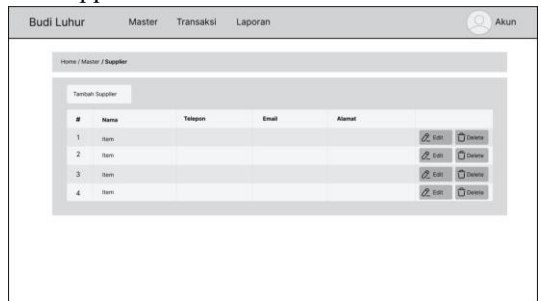 Budi Luhur Master Transaksi Laporan Akun
Home / Master / Supplier
Tambah Supplier
# Nama Telepon Email Alamat
1 Item Edit Delete
2 Item Edit Delete
3 Item Edit Delete
4 Item Edit Delete